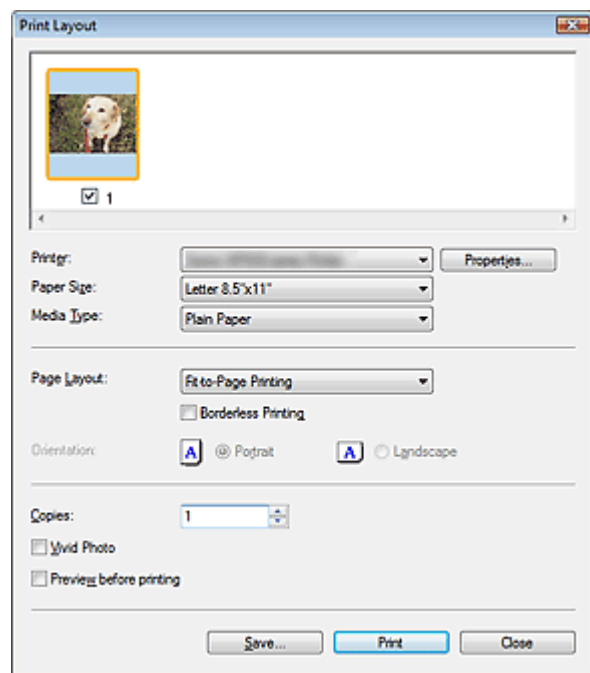 Print Layout
1
Printer:
Properties...
Paper Size: Letter 8.5"x11"
Media Type: Plain Paper
Page Layout: Fit-to-Page Printing
Borderless Printing
Orientation: A Portrait A Landscape
Copies: 1
Vivid Photo
Preview before printing
Save... Print Close